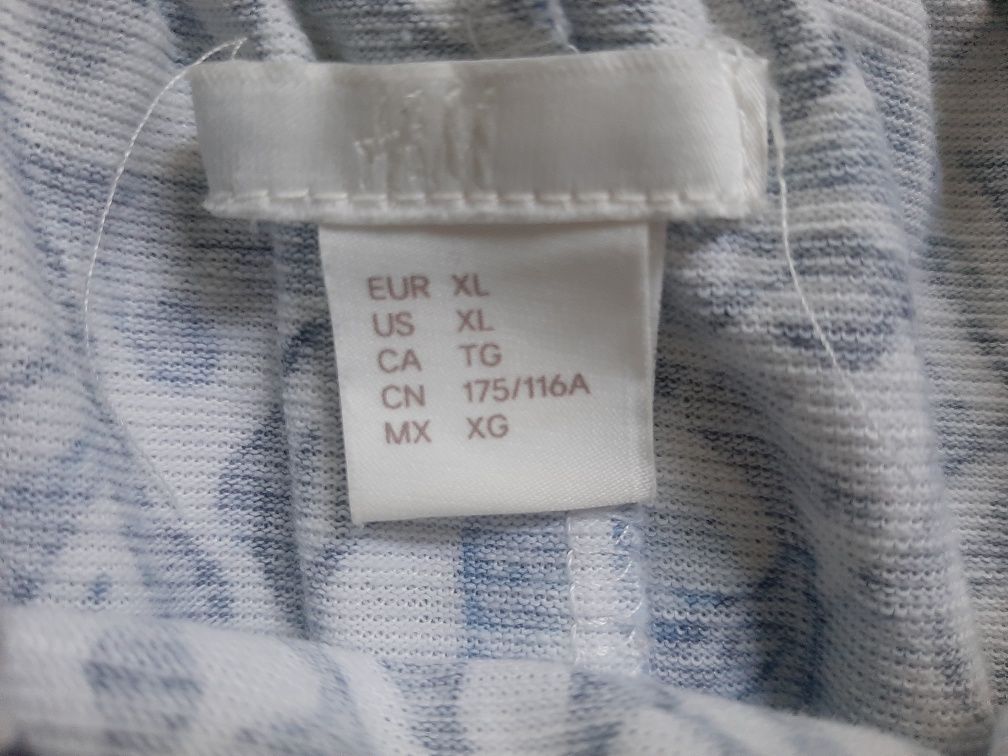 H&M
EUR XL
US XL
CA TG
CN 175/116A
MX XG